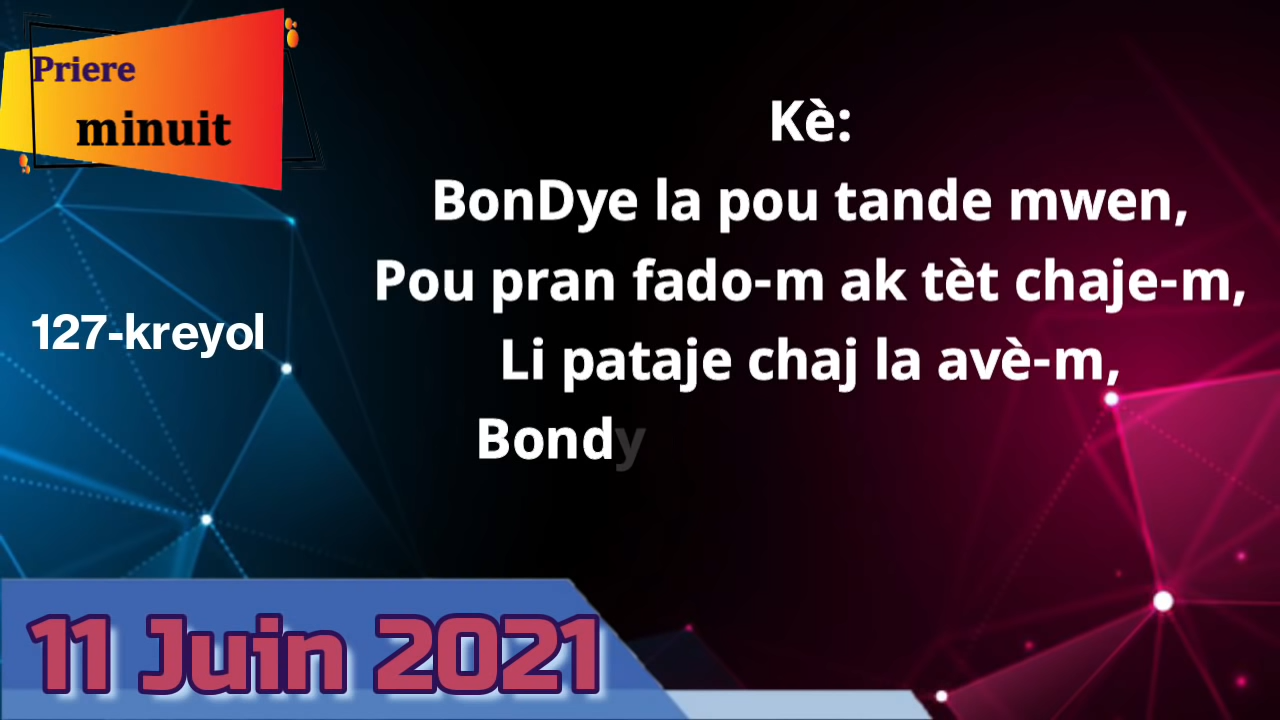 Priere
minuit
Kè:
BonDye la pou tande mwen,
Pou pran fado-m ak tèt chaje-m,
127-kreyol
Li pataje chaj la avè-m,
Bondy
11 Juin 2021